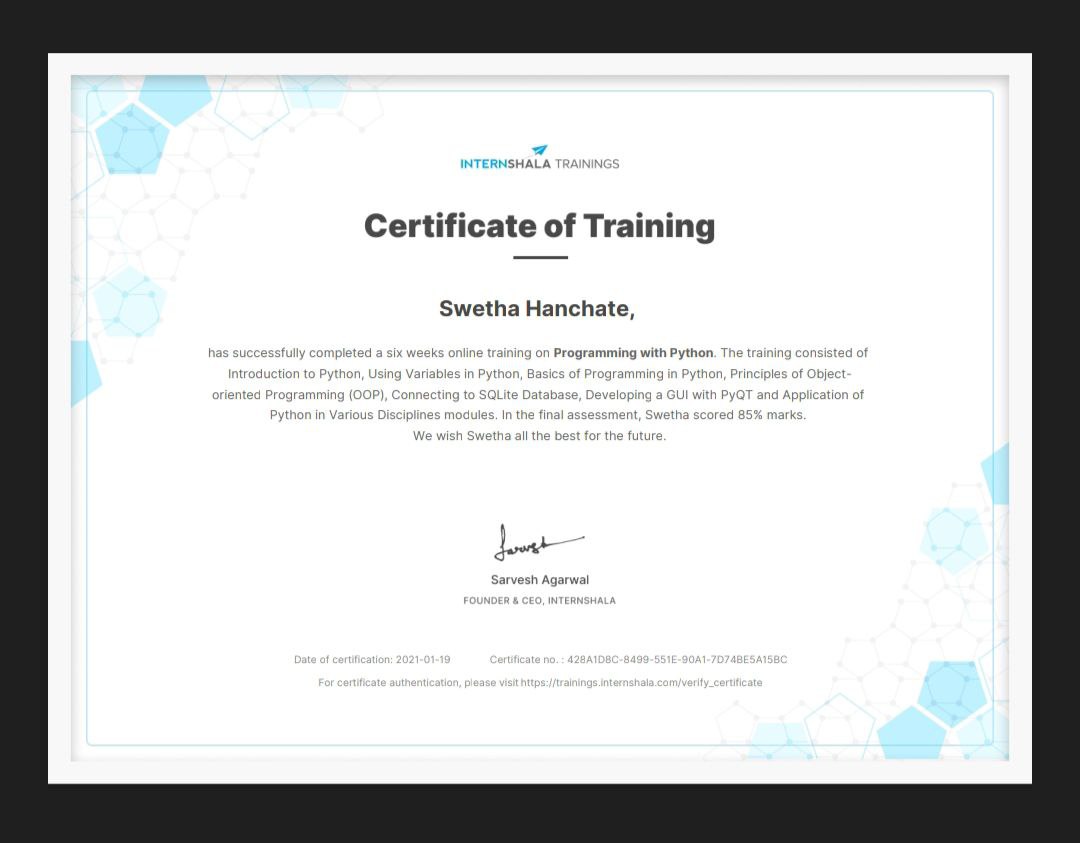 INTERNSHALA TRAININGS
Certificate of Training
Swetha Hanchate,
has successfully completed a six weeks online training on Programming with Python. The training consisted of
Introduction to Python, Using Variables in Python, Basics of Programming in Python, Principles of Object-
oriented Programming (OOP), Connecting to SQLite Database, Developing a GUI with PyQT and Application of
Python in Various Disciplines modules. In the final assessment, Swetha scored 85% marks.
We wish Swetha all the best for the future.
Sarvesh
Sarvesh Agarwal
FOUNDER & CEO, INTERNSHALA
Date of certification: 2021-01-19 Certificate no. : 428A1D8C-8499-551E-90A1-7D74BE5A15BC
For certificate authentication, please visit https://trainings.internshala.com/verify_certificate